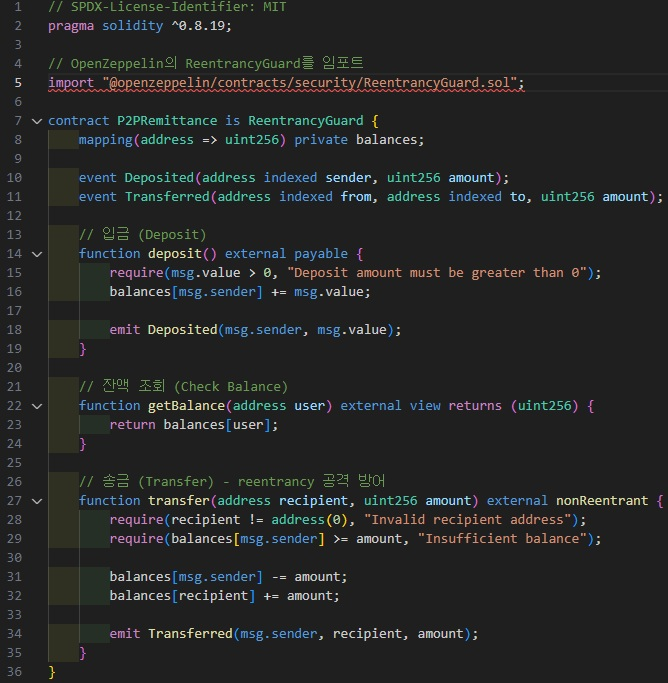 1 // SPDX-License-Identifier: MIT
2 pragma solidity ^0.8.19;
3
4 // OpenZeppelin의 ReentrancyGuard를 임포트
5 import "@openzeppelin/contracts/security/ReentrancyGuard.sol";
6
7 contract P2PRemittance is ReentrancyGuard {
8 mapping(address => uint256) private balances;
9
10 event Deposited(address indexed sender, uint256 amount);
11 event Transferred(address indexed from, address indexed to, uint256 amount);
12
13 // 입금 (Deposit)
14 function deposit() external payable {
15 require(msg.value > 0, "Deposit amount must be greater than 0");
16 balances[msg.sender] += msg.value;
17
18 emit Deposited(msg.sender, msg.value);
19 }
20
21 // 잔액 조회 (Check Balance)
22 function getBalance(address user) external view returns (uint256) {
23 return balances[user];
24 }
25
26 // 송금 (Transfer) - reentrancy 공격 방어
27 function transfer(address recipient, uint256 amount) external nonReentrant {
28 require(recipient != address(0), "Invalid recipient address");
29 require(balances[msg.sender] >= amount, "Insufficient balance");
30
31 balances[msg.sender] -= amount;
32 balances[recipient] += amount;
33
34 emit Transferred(msg.sender, recipient, amount);
35 }
36 }